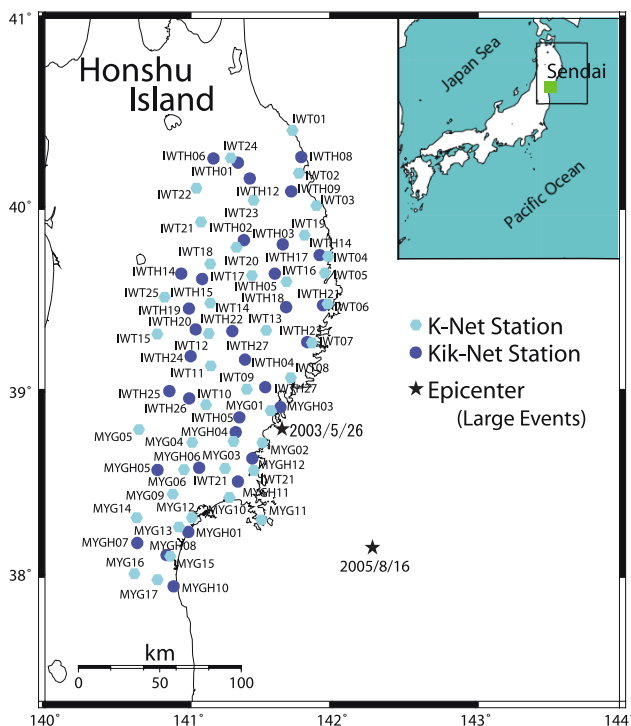 Honshu
Island
Japan Sea
Sendai
Pacific Ocean
IWT01
IWT24
IWTH06
IWTH08
IWTH01
IWT02
IWT22
IWTH12
IWTH09
IWT03
IWT23
IWT21
IWTH02
IWT19
IWTH03
IWTH14
IWT18
IWTH17
IWT04
IWTH14
IWT20
IWT17
IWT16
IWT05
IWTH05
IWT25
IWTH15
IWTH18
IWTH21
IWTH19
IWT14
IWT06
IWTH20
IWTH22
IWT13
IWT15
IWTH23
IWT07
IWT12
IWTH27
IWTH24
IWTH04
IWT11
IWT08
IWT09
IWTH25
IWT10
IWTH27
IWTH26
MYG01
MYGH03
IWTH05
2003/5/26
MYG05
MYGH04
MYG04
MYG02
MYGH06
MYG03
MYGH05
MYGH12
MYG06
IWT21
IWT21
MYG09
MYGH11
MYG14
MYG12
MYG10
MYG11
MYG13
MYGH01
MYGH07
MYGH08
MYG16
MYG15
2005/8/16
MYG17
MYGH10
K-Net Station
Kik-Net Station
Epicenter
(Large Events)
41
40
39
38
km
0 50 100
140 141 142 143 144